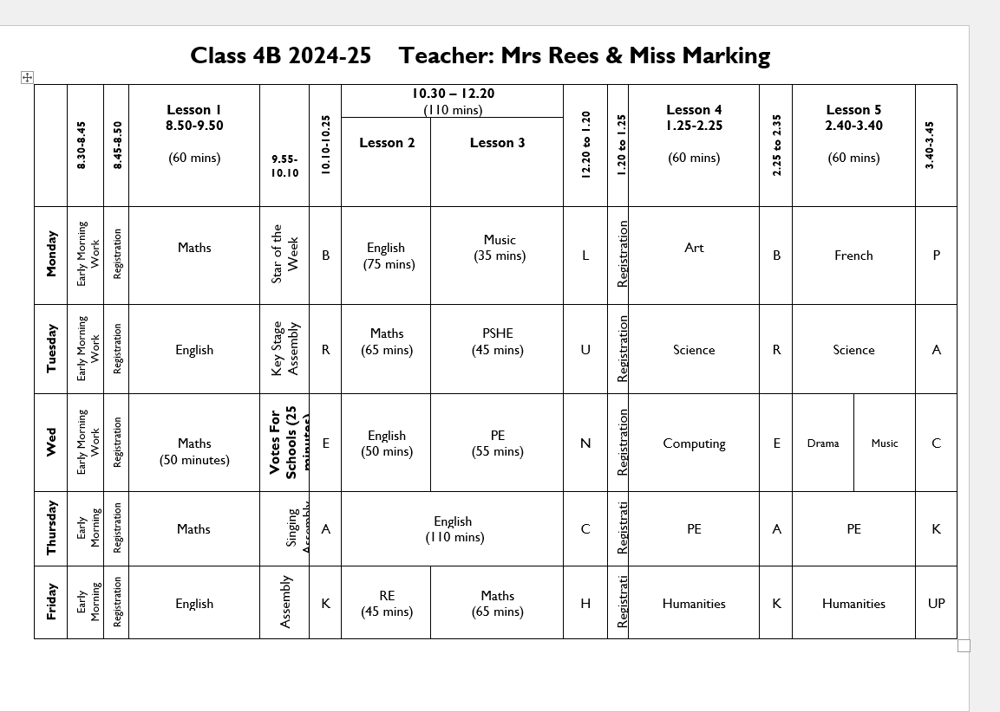 Class 4B 2024-25 Teacher: Mrs Rees & Miss Marking
8.30-8.45
8.45-8.50
Lesson 1
8.50-9.50
(60 mins)
9.55-
10.10
10.10-10.25
10.30 – 12.20
(110 mins)
Lesson 2
Lesson 3
12.20 to 1.20
1.20 to 1.25
Lesson 4
1.25-2.25
(60 mins)
2.25 to 2.35
Lesson 5
2.40-3.40
(60 mins)
3.40-3.45
Monday
Early Morning
Work
Registration
Maths
Star of the
Week
B
English
(75 mins)
Music
(35 mins)
L
Registration
Art
B
French
P
Tuesday
Early Morning
Work
Registration
English
Key Stage
Assembly
R
Maths
(65 mins)
PSHE
(45 mins)
U
Registration
Science
R
Science
A
Wed
Early Morning
Work
Registration
Maths
(50 minutes)
Votes For
Schools (25
minutes)
E
English
(50 mins)
PE
(55 mins)
N
Registration
Computing
E
Drama
Music
C
Thursday
Early
Morning
Registration
Maths
Singing
Assembly
A
English
(110 mins)
C
Registrati
PE
A
PE
K
Friday
Early
Morning
Registration
English
Assembly
K
RE
(45 mins)
Maths
(65 mins)
H
Registrati
Humanities
K
Humanities
UP